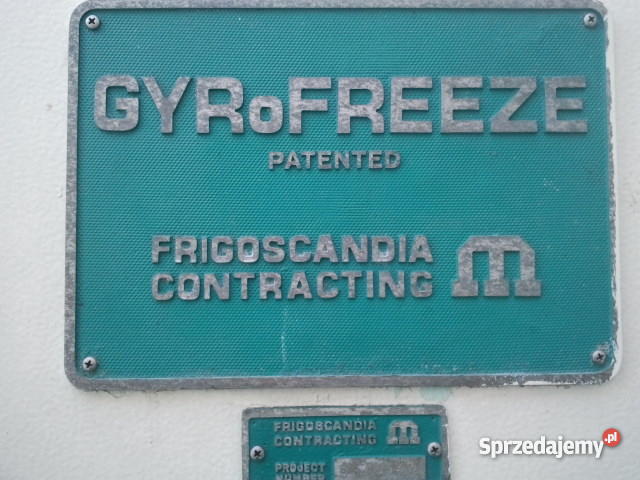 GYRoFREEZE
PATENTED
FRIGOSCANDIA
CONTRACTING
FRIGOSCANDIA
CONTRACTING
PROJECT
NUMBER
Sprzedajemy.pl